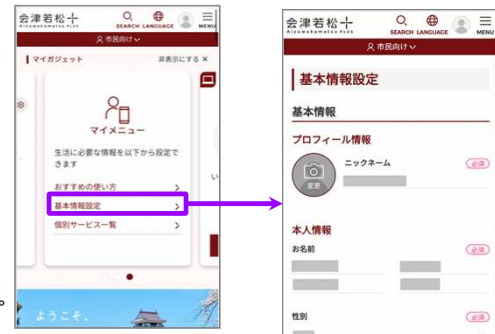 会津若松＋
Aizuwakamatsu PLUS
SEARCH
LANGUAGE
MENU
市民向け
マイガジェット
非表示にする ×
マイメニュー
生活に必要な情報を以下から設定で
きます
おすすめの使い方
基本情報設定
個別サービス一覧
い
ようこそ、
。
会津若松＋
Aizuwakamatsu PLUS
SEARCH
LANGUAGE
MENU
市民向け
基本情報設定
基本情報
プロフィール情報
変更
ニックネーム
必須
本人情報
お名前
必須
性別
必須